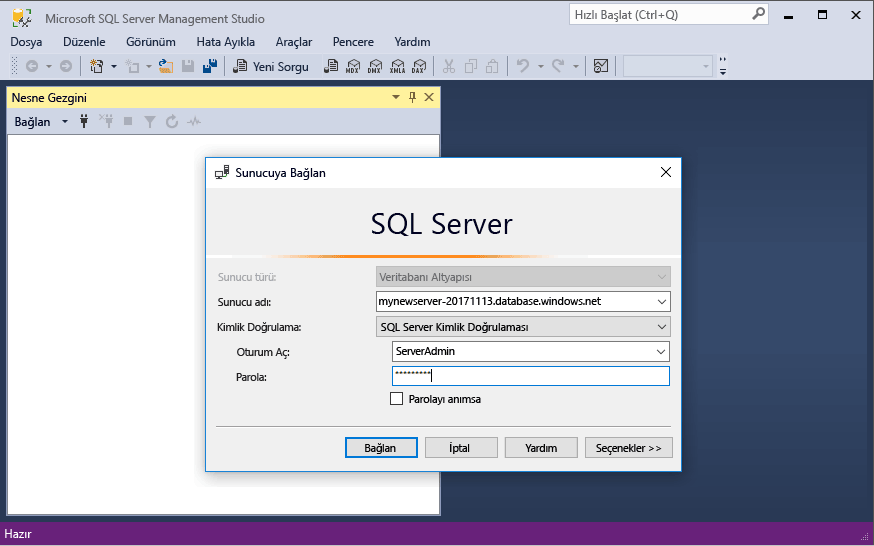 Microsoft SQL Server Management Studio
Hızlı Başlat (Ctrl+Q)
Dosya Düzenle Görünüm Hata Ayıkla Araçlar Pencere Yardım
Yeni Sorgu MDX DMX XMLA DAX
Nesne Gezgini
Bağlan
Sunucuya Bağlan
SQL Server
Sunucu türü: Veritabanı Altyapısı
Sunucu adı: mynewserver-20171113.database.windows.net
Kimlik Doğrulama: SQL Server Kimlik Doğrulaması
Oturum Aç: ServerAdmin
Parola: *********
Parolayı anımsa
Bağlan İptal Yardım Seçenekler >>
Hazır